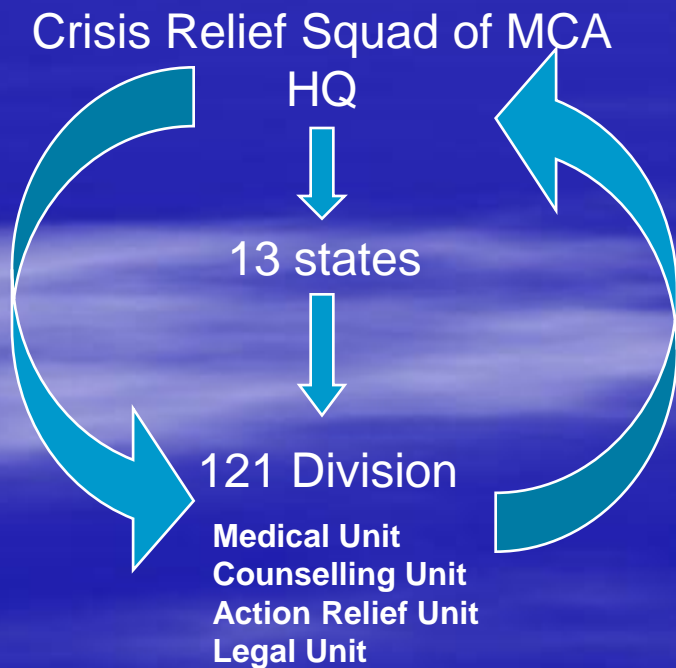 Crisis Relief Squad of MCA
HQ
13 states
121 Division
Medical Unit
Counselling Unit
Action Relief Unit
Legal Unit